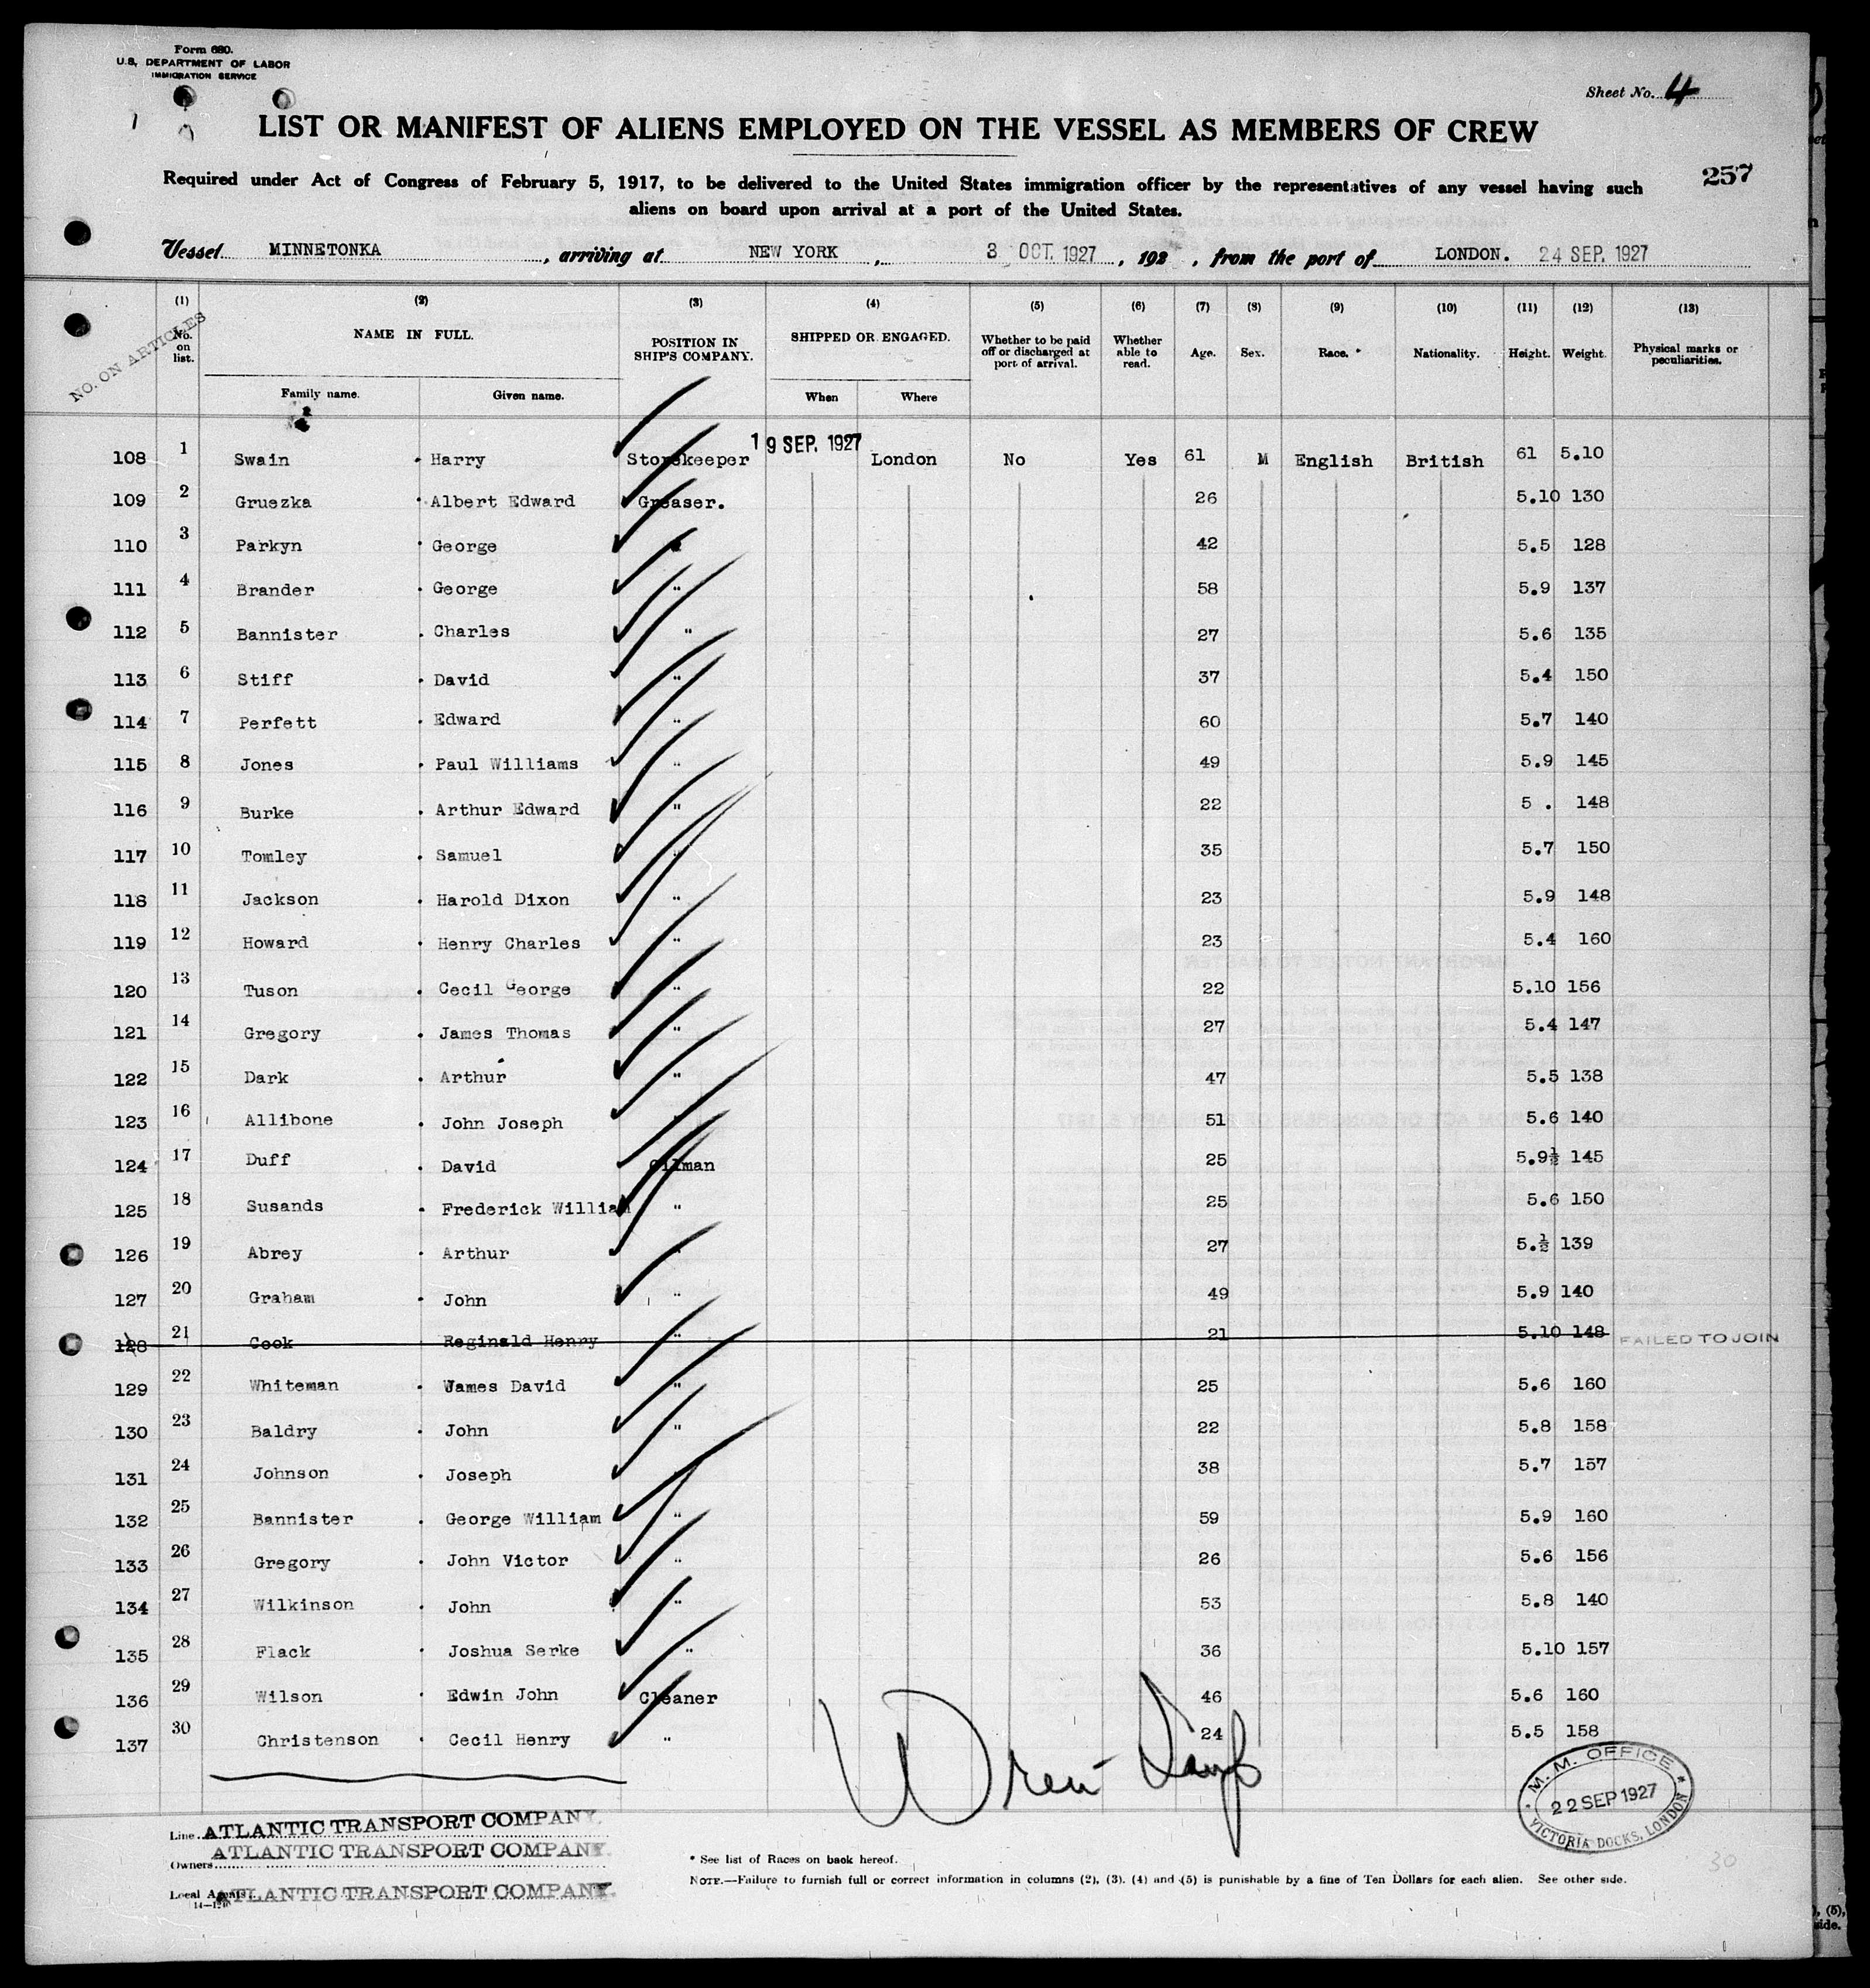 Form 680.
U.S. DEPARTMENT OF LABOR
IMMIGRATION SERVICE
Sheet No. 4
LIST OR MANIFEST OF ALIENS EMPLOYED ON THE VESSEL AS MEMBERS OF CREW
257
Required under Act of Congress of February 5, 1917, to be delivered to the United States immigration officer by the representatives of any vessel having such
aliens on board upon arrival at a port of the United States.
Vessel MINNETONKA, arriving at NEW YORK, 3 OCT. 1927, 192 , from the port of LONDON. 24 SEP. 1927
(1) (2) (3) (4) (5) (6) (7) (8) (9) (10) (11) (12) (13)
NO. ON ARTICLES
No. on list. NAME IN FULL. POSITION IN SHIP'S COMPANY. SHIPPED OR ENGAGED. Whether to be paid off or discharged at port of arrival. Whether able to read. Age. Sex. Race. * Nationality. Height. Weight. Physical marks or peculiarities.
Family name. Given name. When Where
108 1 Swain Harry Storekeeper 19 SEP. 1927 London No Yes 61 M English British 61 5.10
109 2 Gruezka Albert Edward Greaser. 26 5.10 130
110 3 Parkyn George 42 5.5 128
111 4 Brander George " 58 5.9 137
112 5 Bannister Charles " 27 5.6 135
113 6 Stiff David " 37 5.4 150
114 7 Perfett Edward " 60 5.7 140
115 8 Jones Paul Williams " 49 5.9 145
116 9 Burke Arthur Edward " 22 5 . 148
117 10 Tomley Samuel " 35 5.7 150
118 11 Jackson Harold Dixon " 23 5.9 148
119 12 Howard Henry Charles " 23 5.4 160
120 13 Tuson Cecil George " 22 5.10 156
121 14 Gregory James Thomas " 27 5.4 147
122 15 Dark Arthur " 47 5.5 138
123 16 Allibone John Joseph " 51 5.6 140
124 17 Duff David Oilman 25 5.9½ 145
125 18 Susands Frederick William " 25 5.6 150
126 19 Abrey Arthur " 27 5.½ 139
127 20 Graham John " 49 5.9 140
128 21 Cook Reginald Henry " 21 5.10 148 FAILED TO JOIN
129 22 Whiteman James David " 25 5.6 160
130 23 Baldry John " 22 5.8 158
131 24 Johnson Joseph 38 5.7 157
132 25 Bannister George William " 59 5.9 160
133 26 Gregory John Victor " 26 5.6 156
134 27 Wilkinson John " 53 5.8 140
135 28 Flack Joshua Serke " 36 5.10 157
136 29 Wilson Edwin John Cleaner 46 5.6 160
137 30 Christenson Cecil Henry " 24 5.5 158
M. M. OFFICE
22 SEP 1927
VICTORIA DOCKS, LONDON
Line ATLANTIC TRANSPORT COMPANY.
Owners ATLANTIC TRANSPORT COMPANY.
Local Agents ATLANTIC TRANSPORT COMPANY.
30
* See list of Races on back hereof.
NOTE.—Failure to furnish full or correct information in columns (2), (3), (4) and (5) is punishable by a fine of Ten Dollars for each alien. See other side.
), (5),
side.